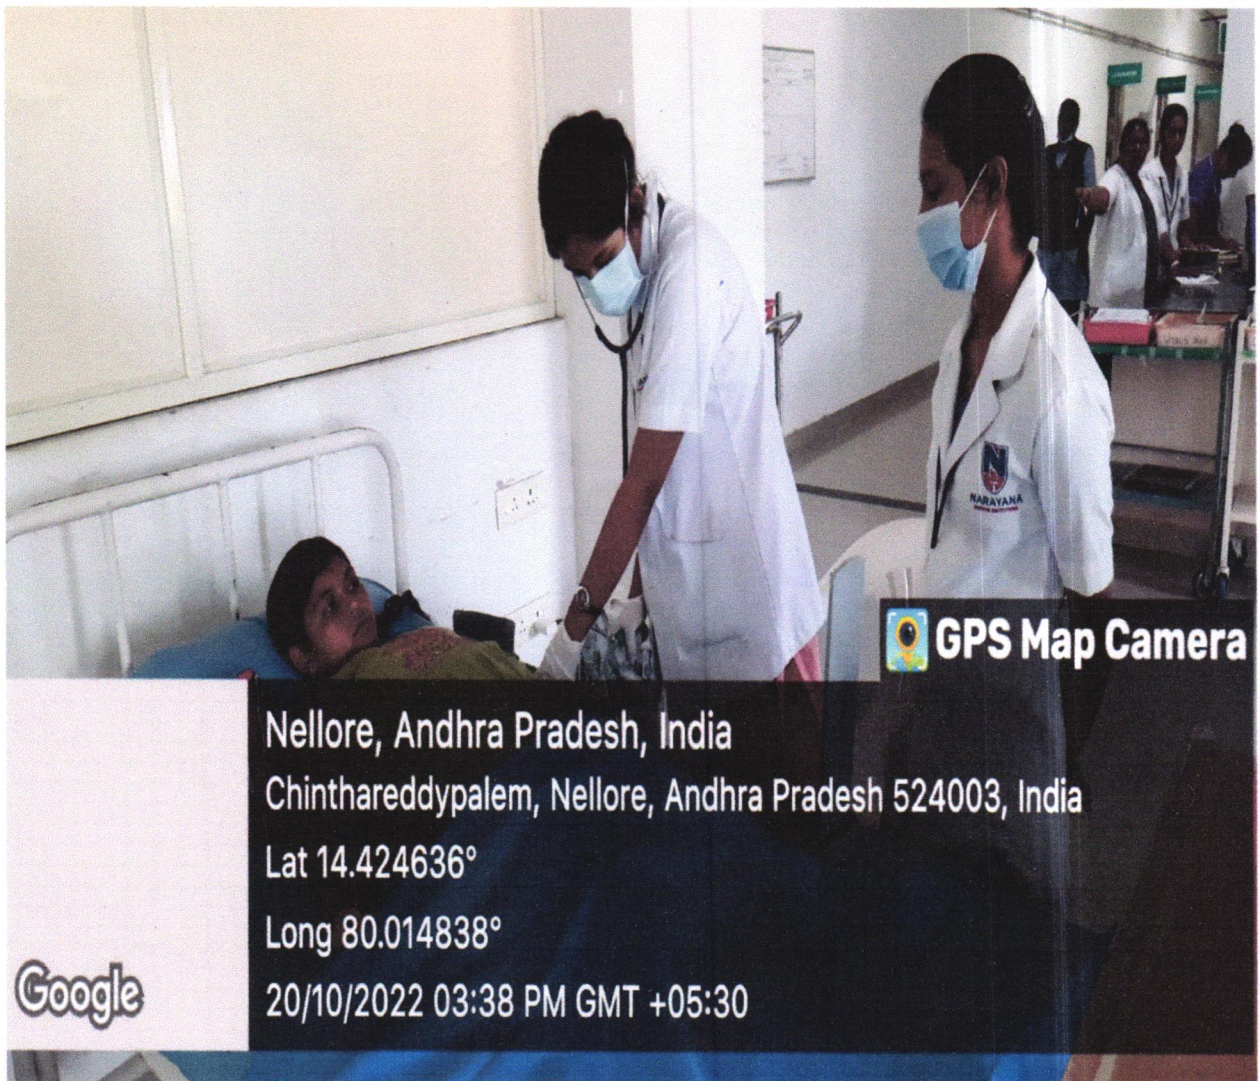 NARAYANA
GPS Map Camera
Nellore, Andhra Pradesh, India
Chinthareddypalem, Nellore, Andhra Pradesh 524003, India
Lat 14.424636°
Long 80.014838°
Google
20/10/2022 03:38 PM GMT +05:30